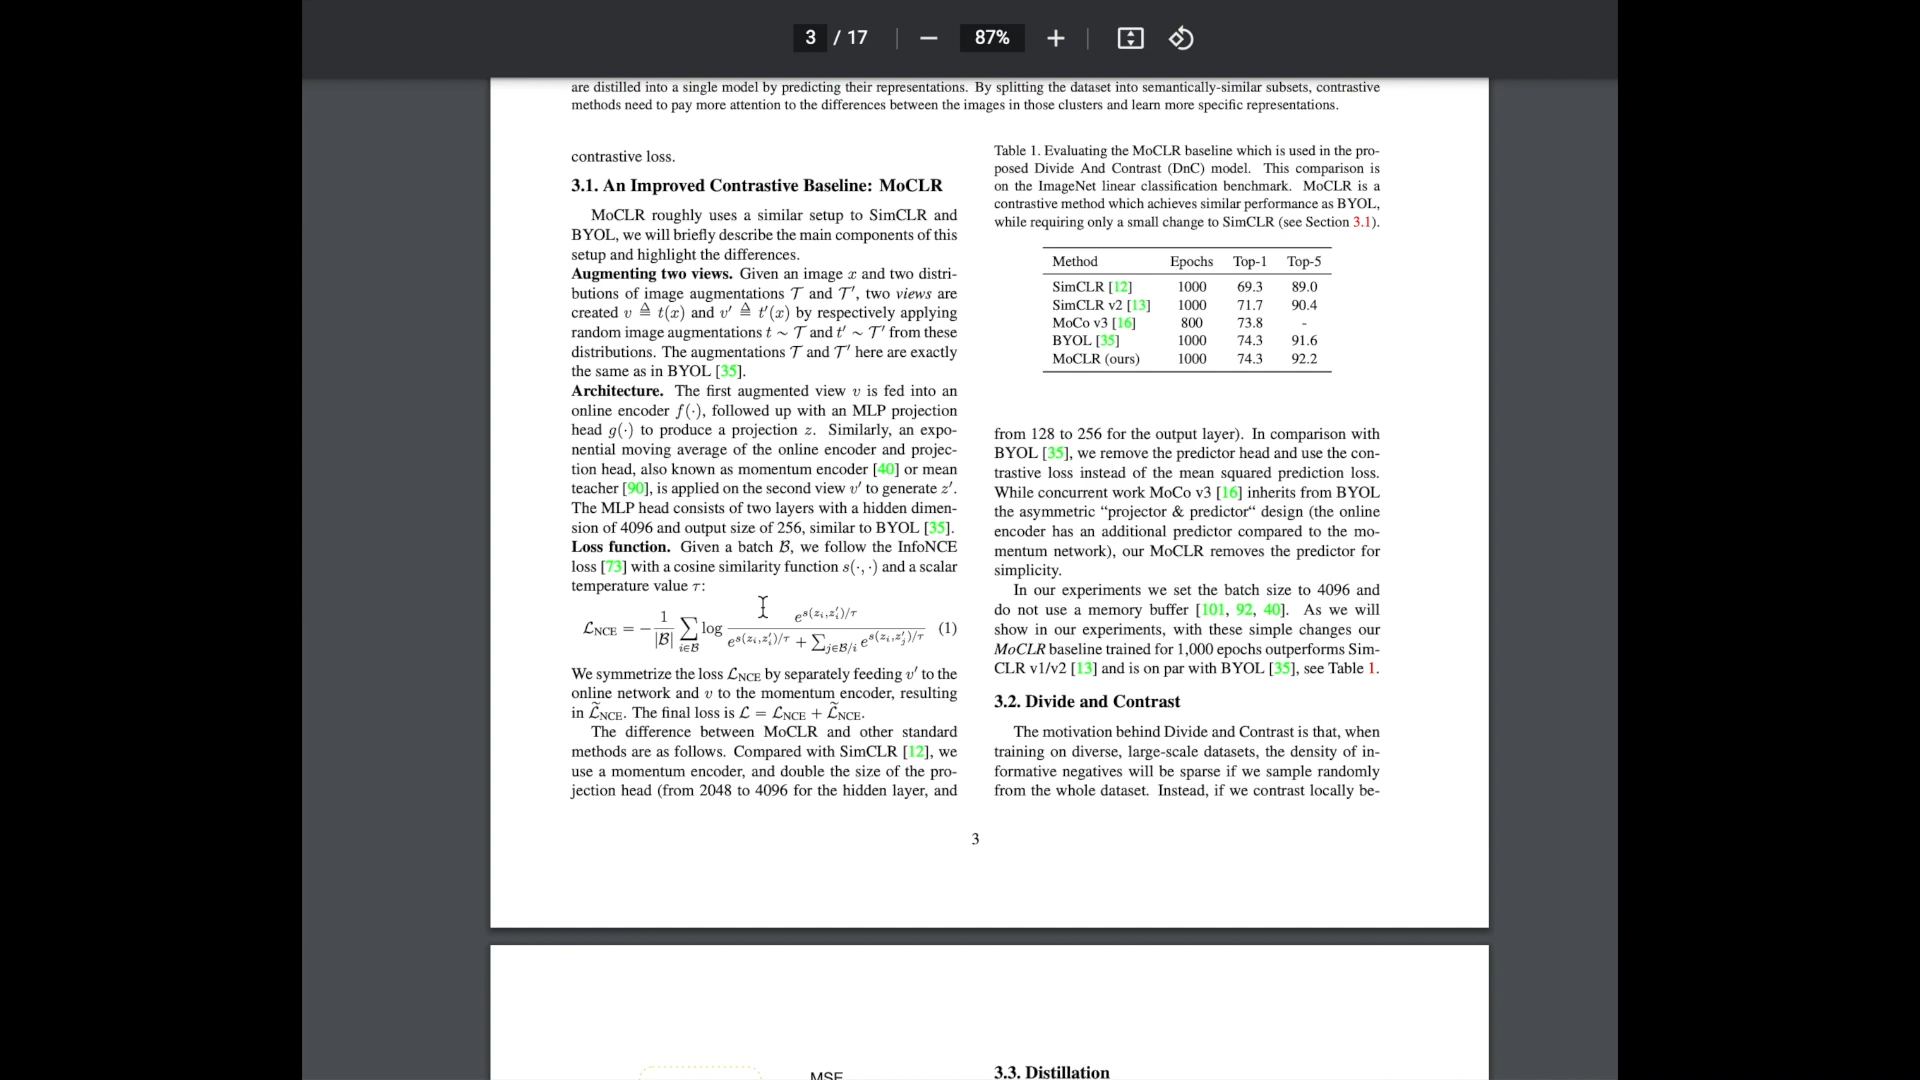 3 / 17 87%
are distilled into a single model by predicting their representations. By splitting the dataset into semantically-similar subsets, contrastive
methods need to pay more attention to the differences between the images in those clusters and learn more specific representations.
contrastive loss.
3.1. An Improved Contrastive Baseline: MoCLR
MoCLR roughly uses a similar setup to SimCLR and
BYOL, we will briefly describe the main components of this
setup and highlight the differences.
Augmenting two views. Given an image x and two distri-
butions of image augmentations 𝒯 and 𝒯′, two views are
created v ≜ t(x) and v′ ≜ t′(x) by respectively applying
random image augmentations t ∼ 𝒯 and t′ ∼ 𝒯′ from these
distributions. The augmentations 𝒯 and 𝒯′ here are exactly
the same as in BYOL [35].
Architecture. The first augmented view v is fed into an
online encoder f(·), followed up with an MLP projection
head g(·) to produce a projection z. Similarly, an expo-
nential moving average of the online encoder and projec-
tion head, also known as momentum encoder [40] or mean
teacher [90], is applied on the second view v′ to generate z′.
The MLP head consists of two layers with a hidden dimen-
sion of 4096 and output size of 256, similar to BYOL [35].
Loss function. Given a batch ℬ, we follow the InfoNCE
loss [73] with a cosine similarity function s(·, ·) and a scalar
temperature value τ:
ℒ_NCE = −1/|ℬ| ∑_{i∈ℬ} log e^{s(z_i,z′_i)/τ} / (e^{s(z_i,z′_i)/τ} + ∑_{j∈ℬ/i} e^{s(z_i,z′_j)/τ}) (1)
We symmetrize the loss ℒ_NCE by separately feeding v′ to the
online network and v to the momentum encoder, resulting
in ℒ̃_NCE. The final loss is ℒ = ℒ_NCE + ℒ̃_NCE.
The difference between MoCLR and other standard
methods are as follows. Compared with SimCLR [12], we
use a momentum encoder, and double the size of the pro-
jection head (from 2048 to 4096 for the hidden layer, and
Table 1. Evaluating the MoCLR baseline which is used in the pro-
posed Divide And Contrast (DnC) model. This comparison is
on the ImageNet linear classification benchmark. MoCLR is a
contrastive method which achieves similar performance as BYOL,
while requiring only a small change to SimCLR (see Section 3.1).
Method Epochs Top-1 Top-5
SimCLR [12] 1000 69.3 89.0
SimCLR v2 [13] 1000 71.7 90.4
MoCo v3 [16] 800 73.8 -
BYOL [35] 1000 74.3 91.6
MoCLR (ours) 1000 74.3 92.2
from 128 to 256 for the output layer). In comparison with
BYOL [35], we remove the predictor head and use the con-
trastive loss instead of the mean squared prediction loss.
While concurrent work MoCo v3 [16] inherits from BYOL
the asymmetric “projector & predictor“ design (the online
encoder has an additional predictor compared to the mo-
mentum network), our MoCLR removes the predictor for
simplicity.
In our experiments we set the batch size to 4096 and
do not use a memory buffer [101, 92, 40]. As we will
show in our experiments, with these simple changes our
MoCLR baseline trained for 1,000 epochs outperforms Sim-
CLR v1/v2 [13] and is on par with BYOL [35], see Table 1.
3.2. Divide and Contrast
The motivation behind Divide and Contrast is that, when
training on diverse, large-scale datasets, the density of in-
formative negatives will be sparse if we sample randomly
from the whole dataset. Instead, if we contrast locally be-
3
MSE
3.3. Distillation